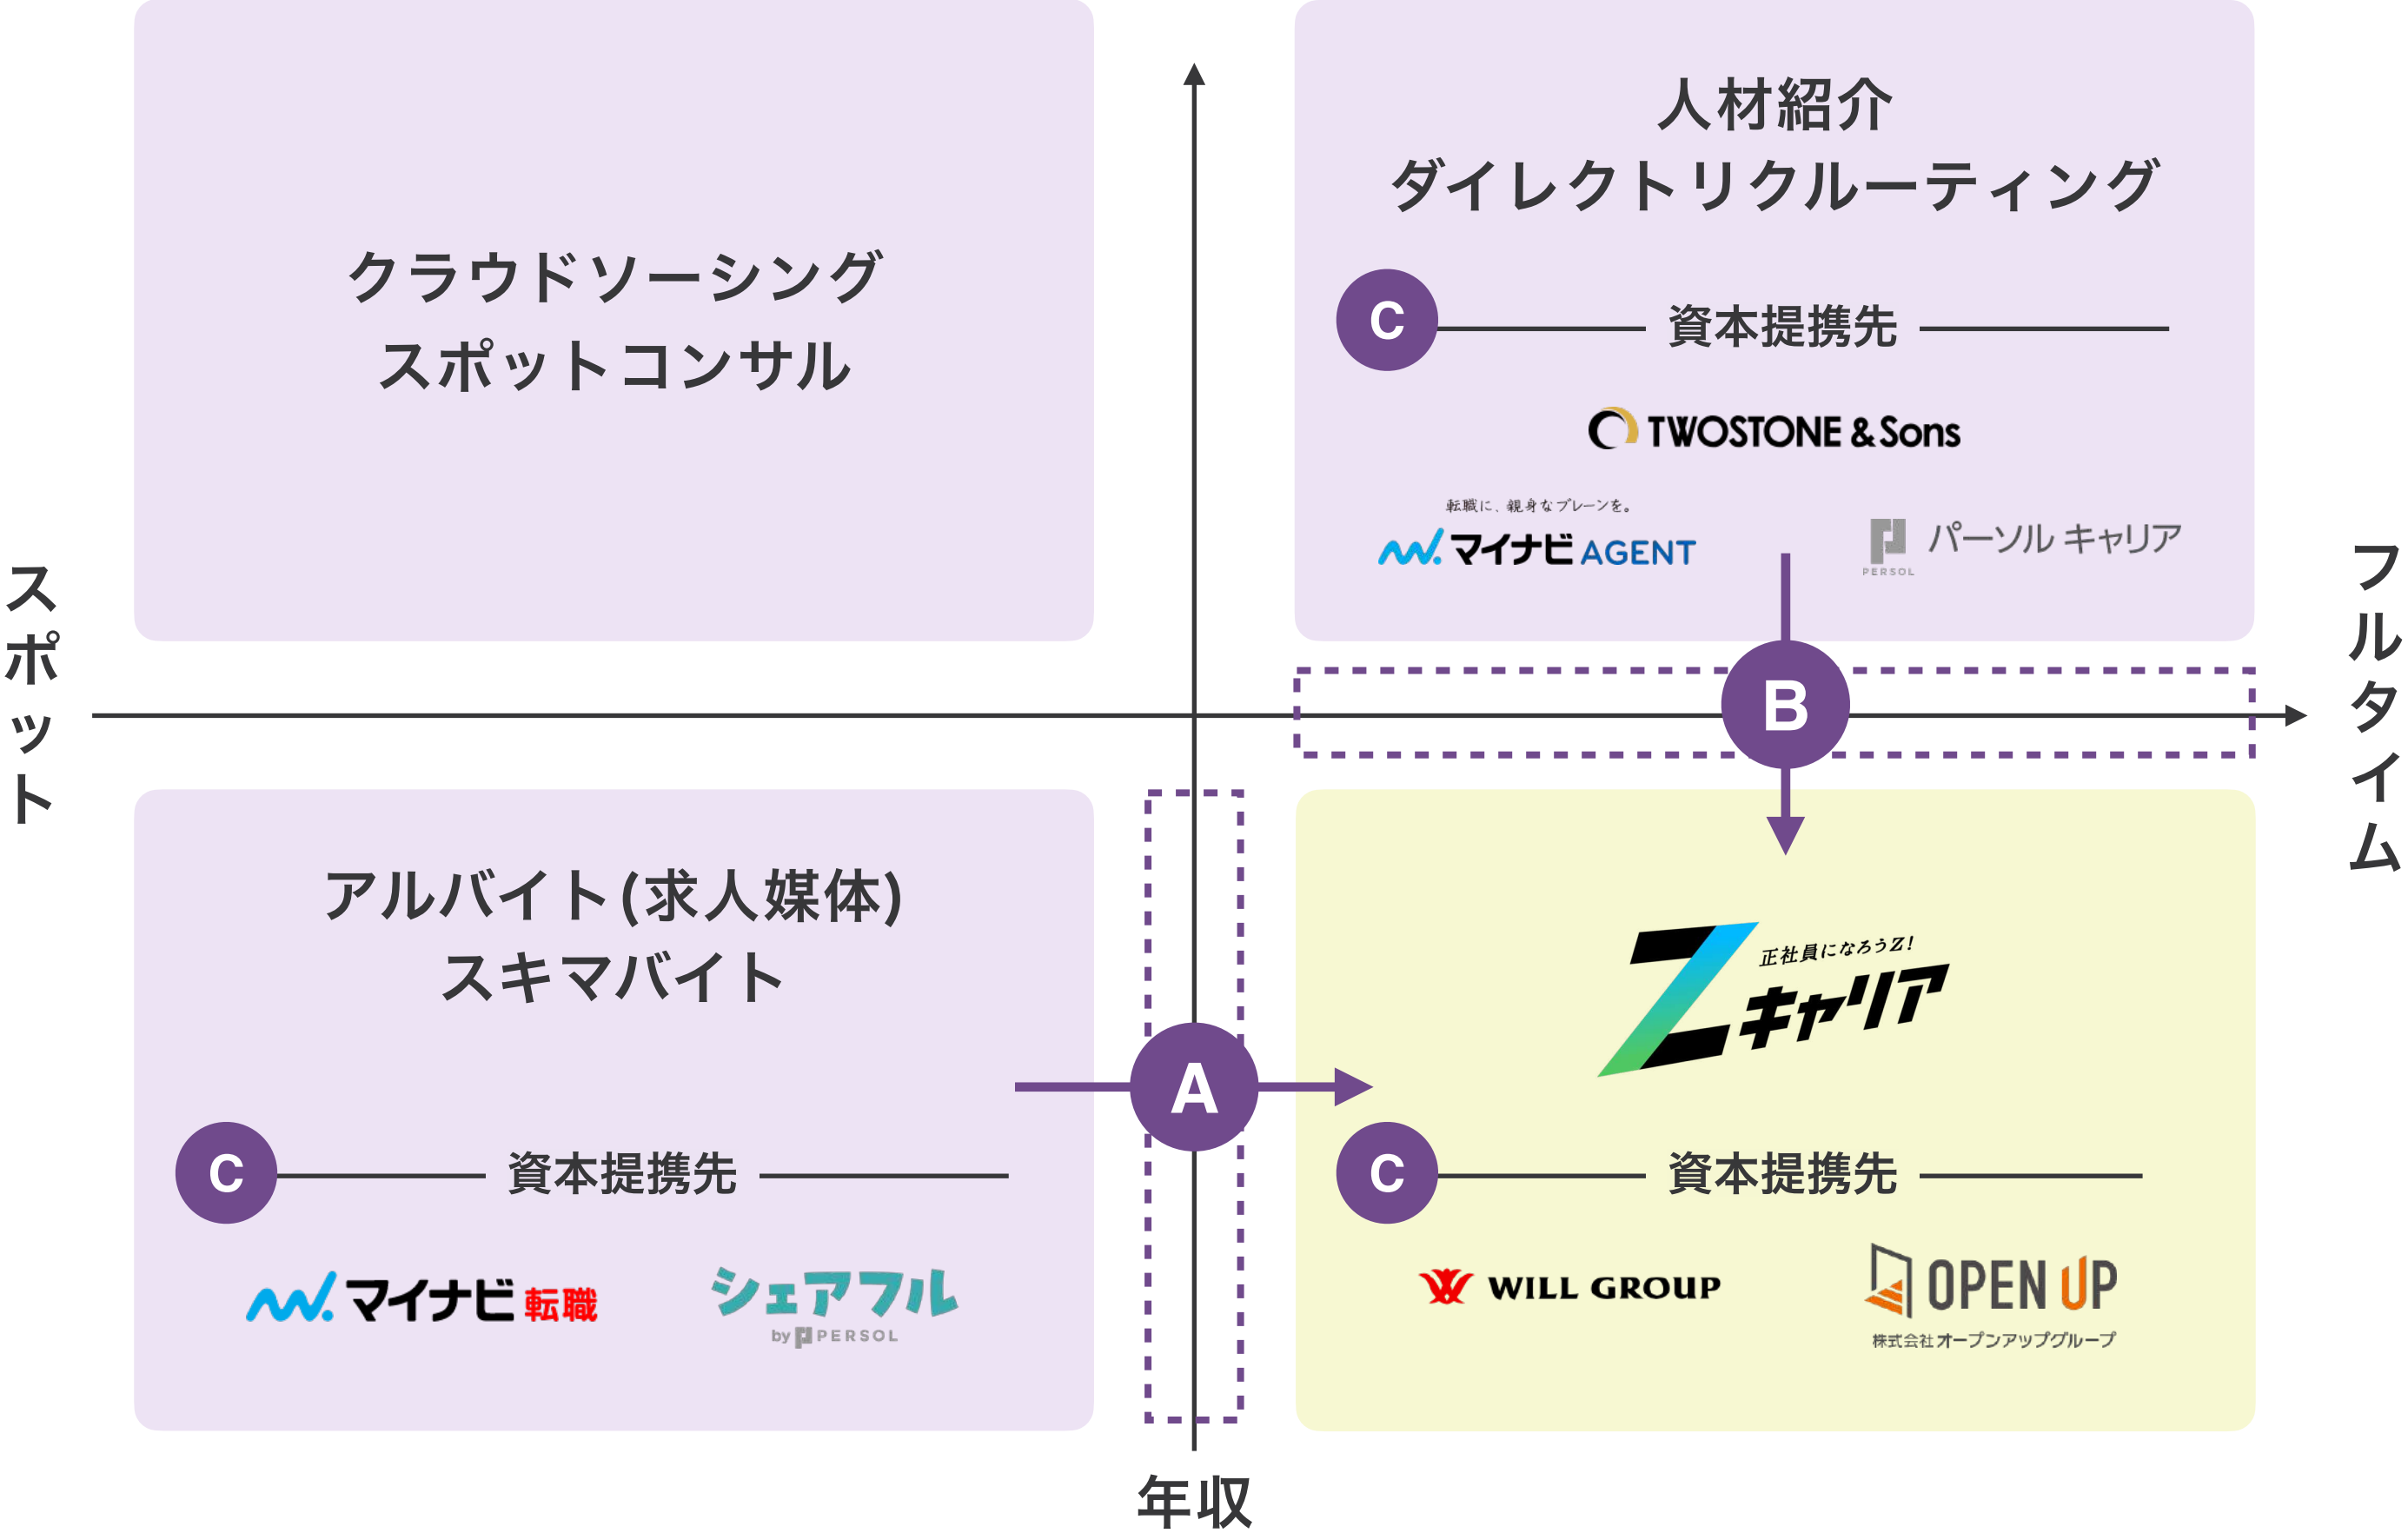 クラウドソーシング
スポットコンサル
人材紹介
ダイレクトリクルーティング
C
資本提携先
TWOSTONE & Sons
転職に、親身なブレーンを。
マイナビ AGENT
PERSOL
パーソル キャリア
スポット
フルタイム
B
アルバイト(求人媒体)
スキマバイト
A
C
資本提携先
マイナビ 転職
シェアフル
by PERSOL
正社員になろうZ!
Zキャリア
C
資本提携先
WILL GROUP
OPEN UP
株式会社オープンアップグループ
年収